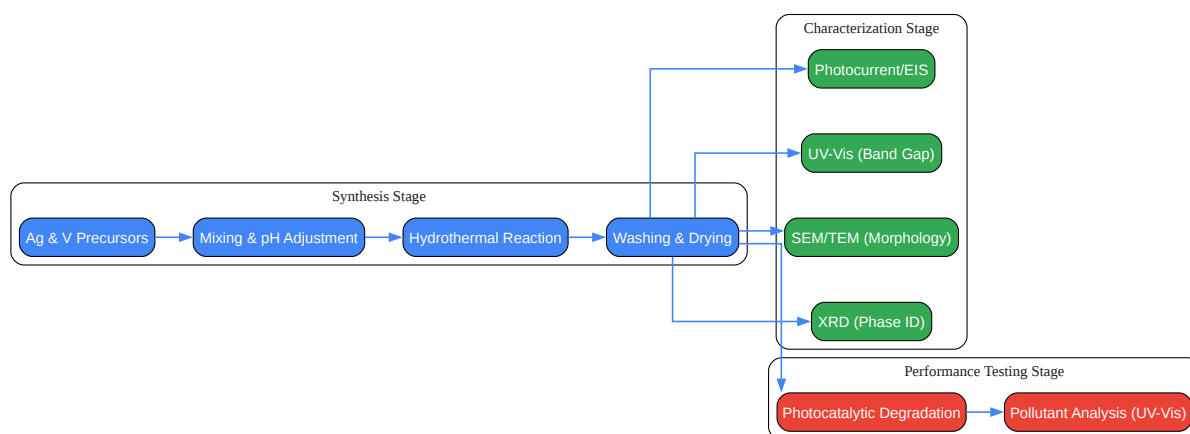 Characterization Stage
Photocurrent/EIS
UV-Vis (Band Gap)
Synthesis Stage
Ag & V Precursors
Mixing & pH Adjustment
Hydrothermal Reaction
Washing & Drying
SEM/TEM (Morphology)
XRD (Phase ID)
Performance Testing Stage
Photocatalytic Degradation
Pollutant Analysis (UV-Vis)